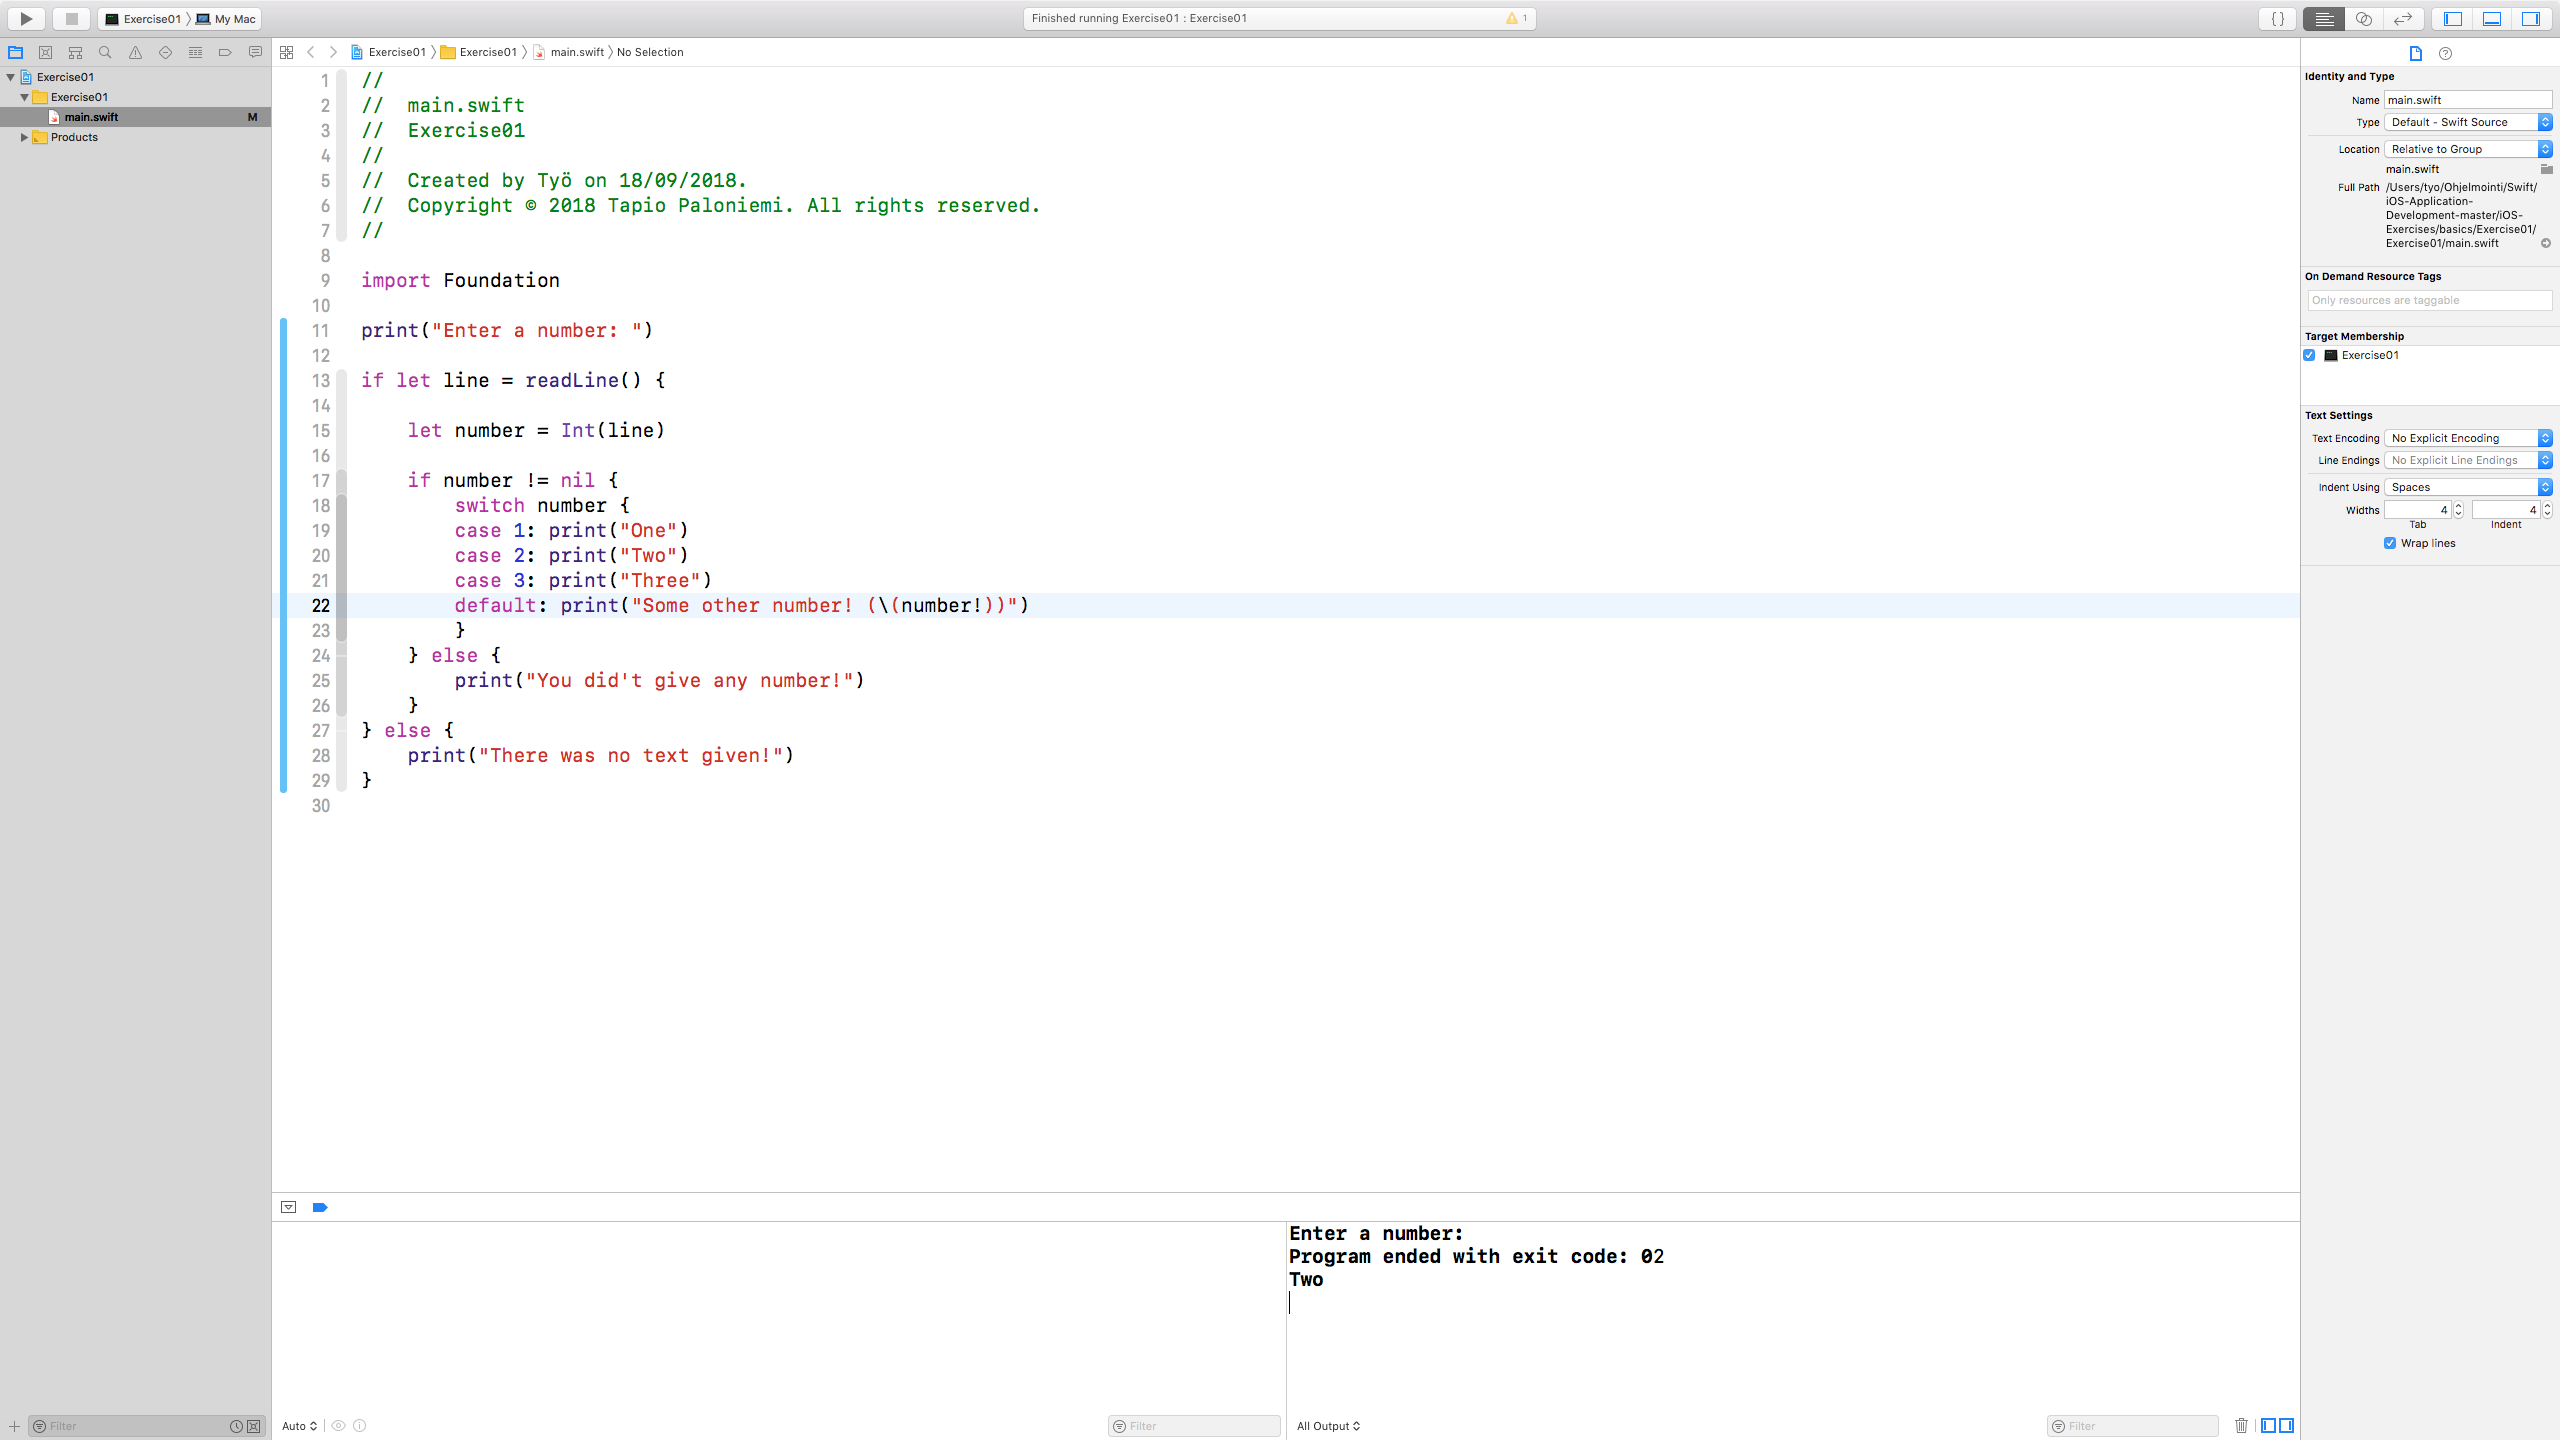 Exercise01 〉 My Mac
Finished running Exercise01 : Exercise01
1
Exercise01 〉 Exercise01 〉 main.swift 〉 No Selection
Exercise01
Exercise01
main.swift M
Products
1 //
2 //  main.swift
3 //  Exercise01
4 //
5 //  Created by Työ on 18/09/2018.
6 //  Copyright © 2018 Tapio Paloniemi. All rights reserved.
7 //
8
9 import Foundation
10
11 print("Enter a number: ")
12
13 if let line = readLine() {
14
15     let number = Int(line)
16
17     if number != nil {
18         switch number {
19         case 1: print("One")
20         case 2: print("Two")
21         case 3: print("Three")
22         default: print("Some other number! (\(number!))")
23         }
24     } else {
25         print("You did't give any number!")
26     }
27 } else {
28     print("There was no text given!")
29 }
30
Enter a number:
Program ended with exit code: 02
Two
Filter
Auto
Filter
All Output
Filter
Identity and Type
Name main.swift
Type Default - Swift Source
Location Relative to Group
main.swift
Full Path /Users/tyo/Ohjelmointi/Swift/
iOS-Application-
Development-master/iOS-
Exercises/basics/Exercise01/
Exercise01/main.swift
On Demand Resource Tags
Only resources are taggable
Target Membership
Exercise01
Text Settings
Text Encoding No Explicit Encoding
Line Endings No Explicit Line Endings
Indent Using Spaces
Widths 4 4
Tab Indent
Wrap lines